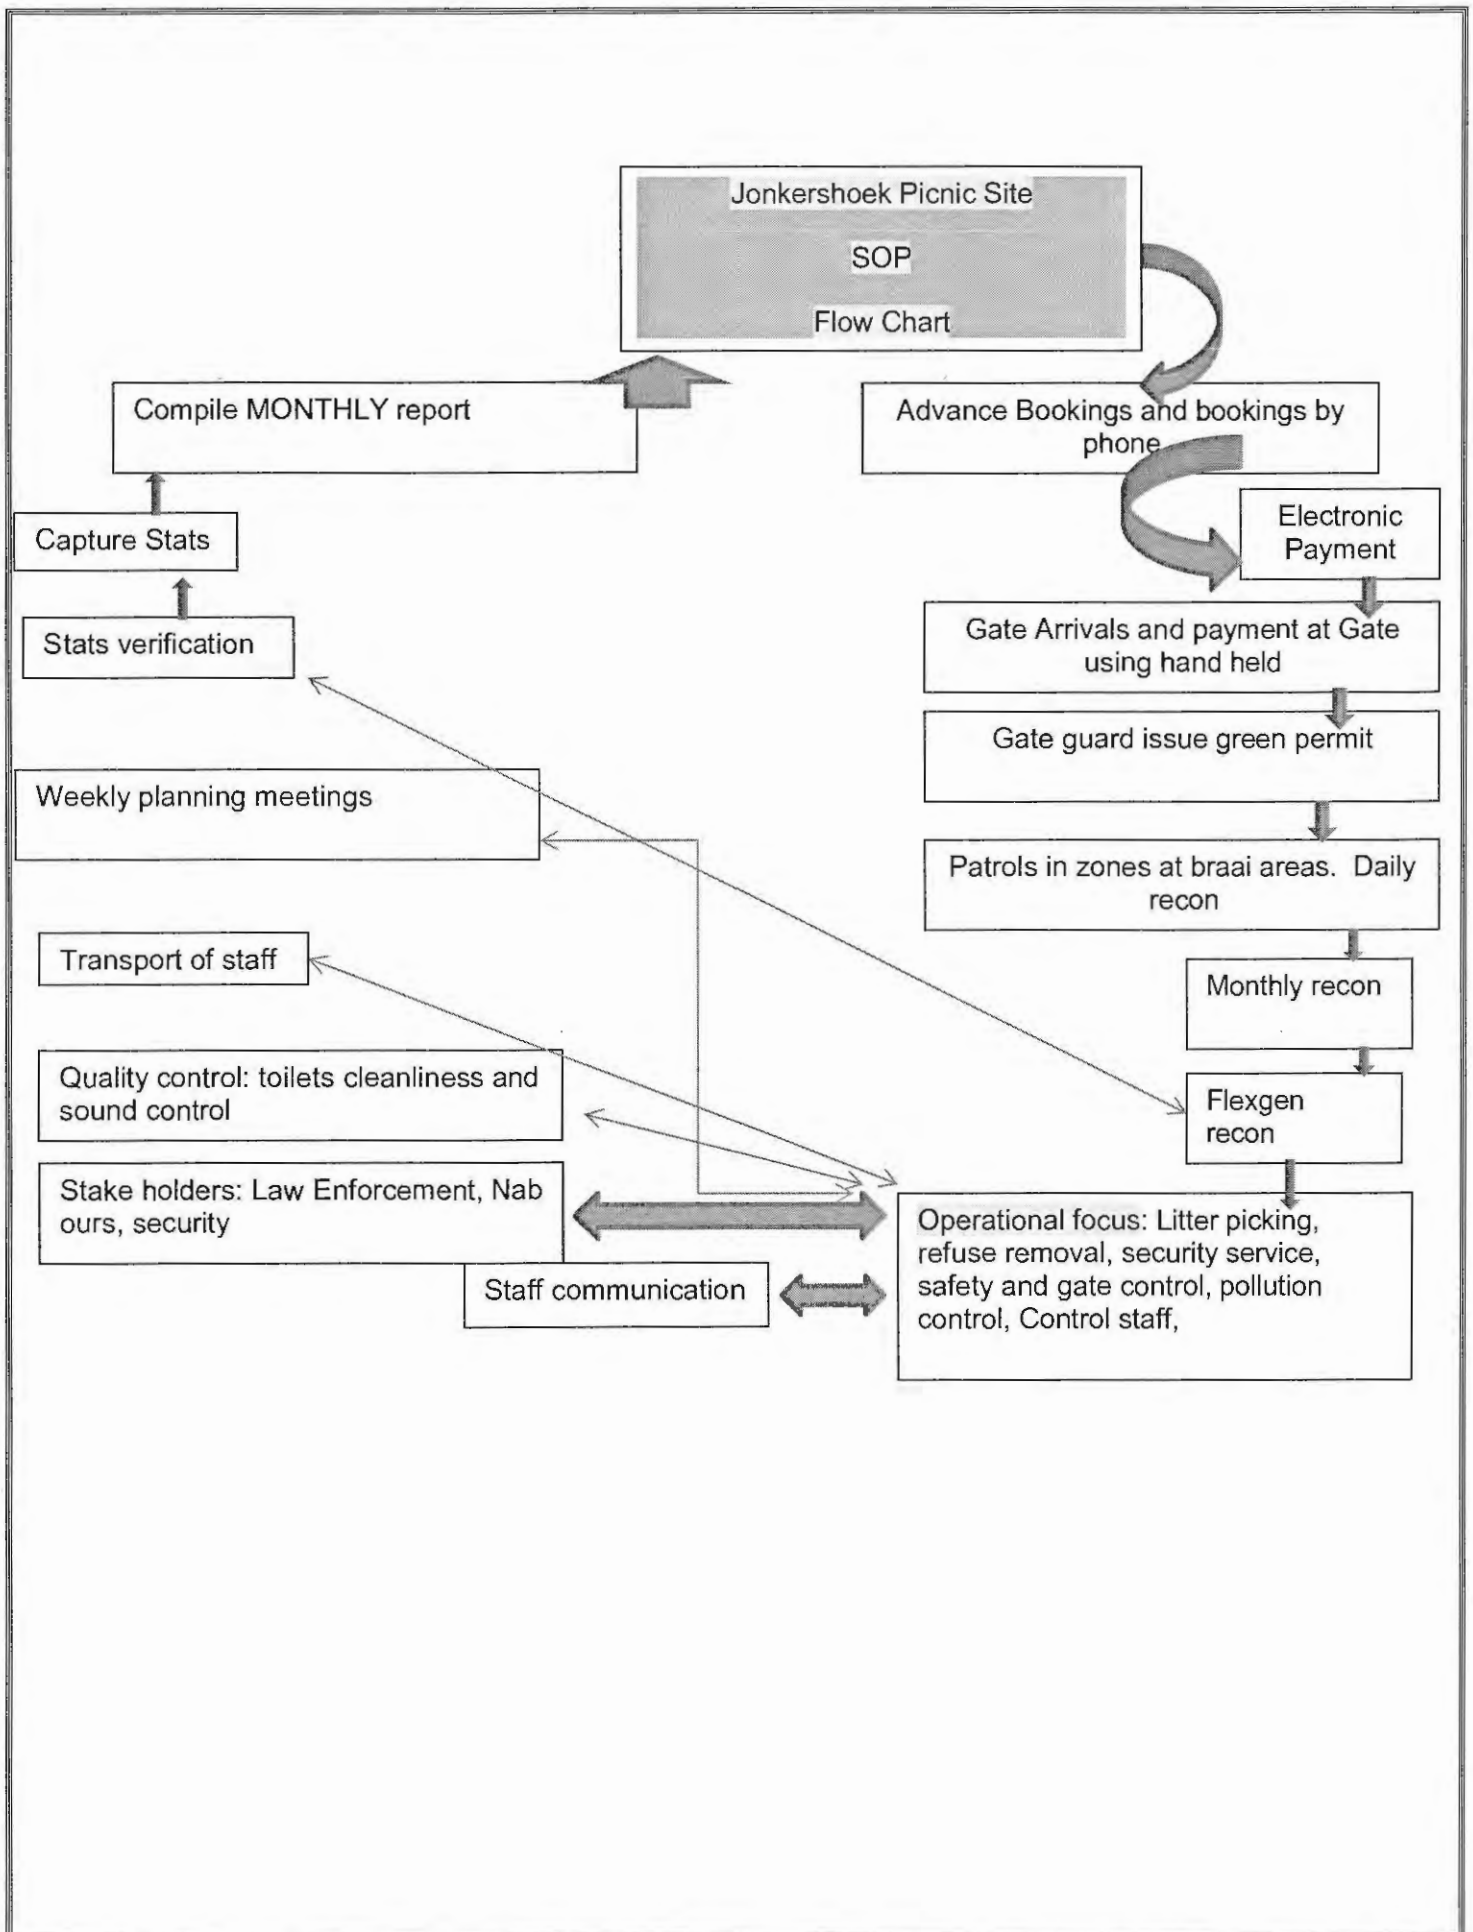 Jonkershoek Picnic Site
SOP
Flow Chart
Compile MONTHLY report
Advance Bookings and bookings by
phone
Capture Stats
Electronic
Payment
Stats verification
Gate Arrivals and payment at Gate
using hand held
Gate guard issue green permit
Weekly planning meetings
Patrols in zones at braai areas.  Daily
recon
Transport of staff
Monthly recon
Quality control: toilets cleanliness and
sound control
Flexgen
recon
Stake holders: Law Enforcement, Nab
ours, security
Operational focus: Litter picking,
refuse removal, security service,
safety and gate control, pollution
control, Control staff,
Staff communication